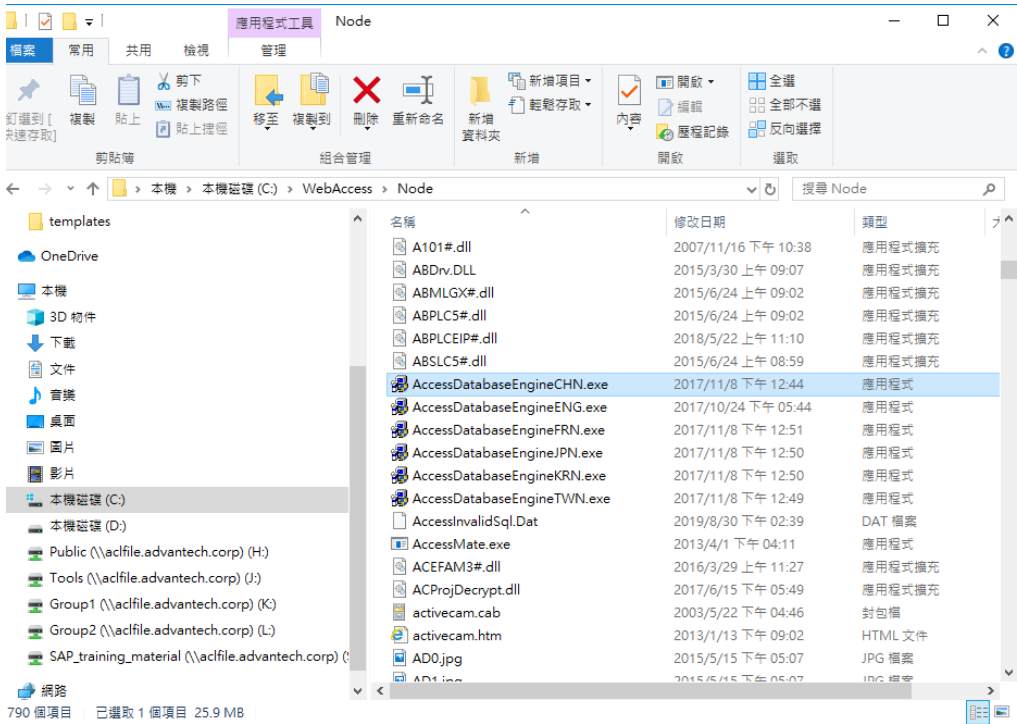 應用程式工具 Node
檔案 常用 共用 檢視 管理
釘選到 [快速存取]
複製
貼上
剪下
複製路徑
貼上捷徑
移至
複製到
刪除
重新命名
新增資料夾
新增項目
輕鬆存取
內容
開啟
編輯
歷程記錄
全選
全部不選
反向選擇
剪貼簿 組合管理 新增 開啟 選取
本機 › 本機磁碟 (C:) › WebAccess › Node
搜尋 Node
templates
OneDrive
本機
3D 物件
下載
文件
音樂
桌面
圖片
影片
本機磁碟 (C:)
本機磁碟 (D:)
Public (\\aclfile.advantech.corp) (H:)
Tools (\\aclfile.advantech.corp) (J:)
Group1 (\\aclfile.advantech.corp) (K:)
Group2 (\\aclfile.advantech.corp) (L:)
SAP_training_material (\\aclfile.advantech.corp)
網路
名稱 修改日期 類型
A101#.dll 2007/11/16 下午 10:38 應用程式擴充
ABDrv.DLL 2015/3/30 上午 09:07 應用程式擴充
ABMLGX#.dll 2015/6/24 上午 09:02 應用程式擴充
ABPLC5#.dll 2015/6/24 上午 09:02 應用程式擴充
ABPLCEIP#.dll 2018/5/22 上午 11:10 應用程式擴充
ABSLC5#.dll 2015/6/24 上午 08:59 應用程式擴充
AccessDatabaseEngineCHN.exe 2017/11/8 下午 12:44 應用程式
AccessDatabaseEngineENG.exe 2017/10/24 下午 05:44 應用程式
AccessDatabaseEngineFRN.exe 2017/11/8 下午 12:51 應用程式
AccessDatabaseEngineJPN.exe 2017/11/8 下午 12:50 應用程式
AccessDatabaseEngineKRN.exe 2017/11/8 下午 12:50 應用程式
AccessDatabaseEngineTWN.exe 2017/11/8 下午 12:49 應用程式
AccessInvalidSql.Dat 2019/8/30 下午 02:39 DAT 檔案
AccessMate.exe 2013/4/1 下午 04:11 應用程式
ACEFAM3#.dll 2016/3/29 上午 11:27 應用程式擴充
ACProjDecrypt.dll 2017/6/15 下午 05:49 應用程式擴充
activecam.cab 2003/5/22 下午 04:46 封包檔
activecam.htm 2013/1/13 下午 09:02 HTML 文件
AD0.jpg 2015/5/15 下午 05:07 JPG 檔案
AD1.jpg 2015/5/15 下午 05:07 JPG 檔案
790 個項目 已選取 1 個項目 25.9 MB